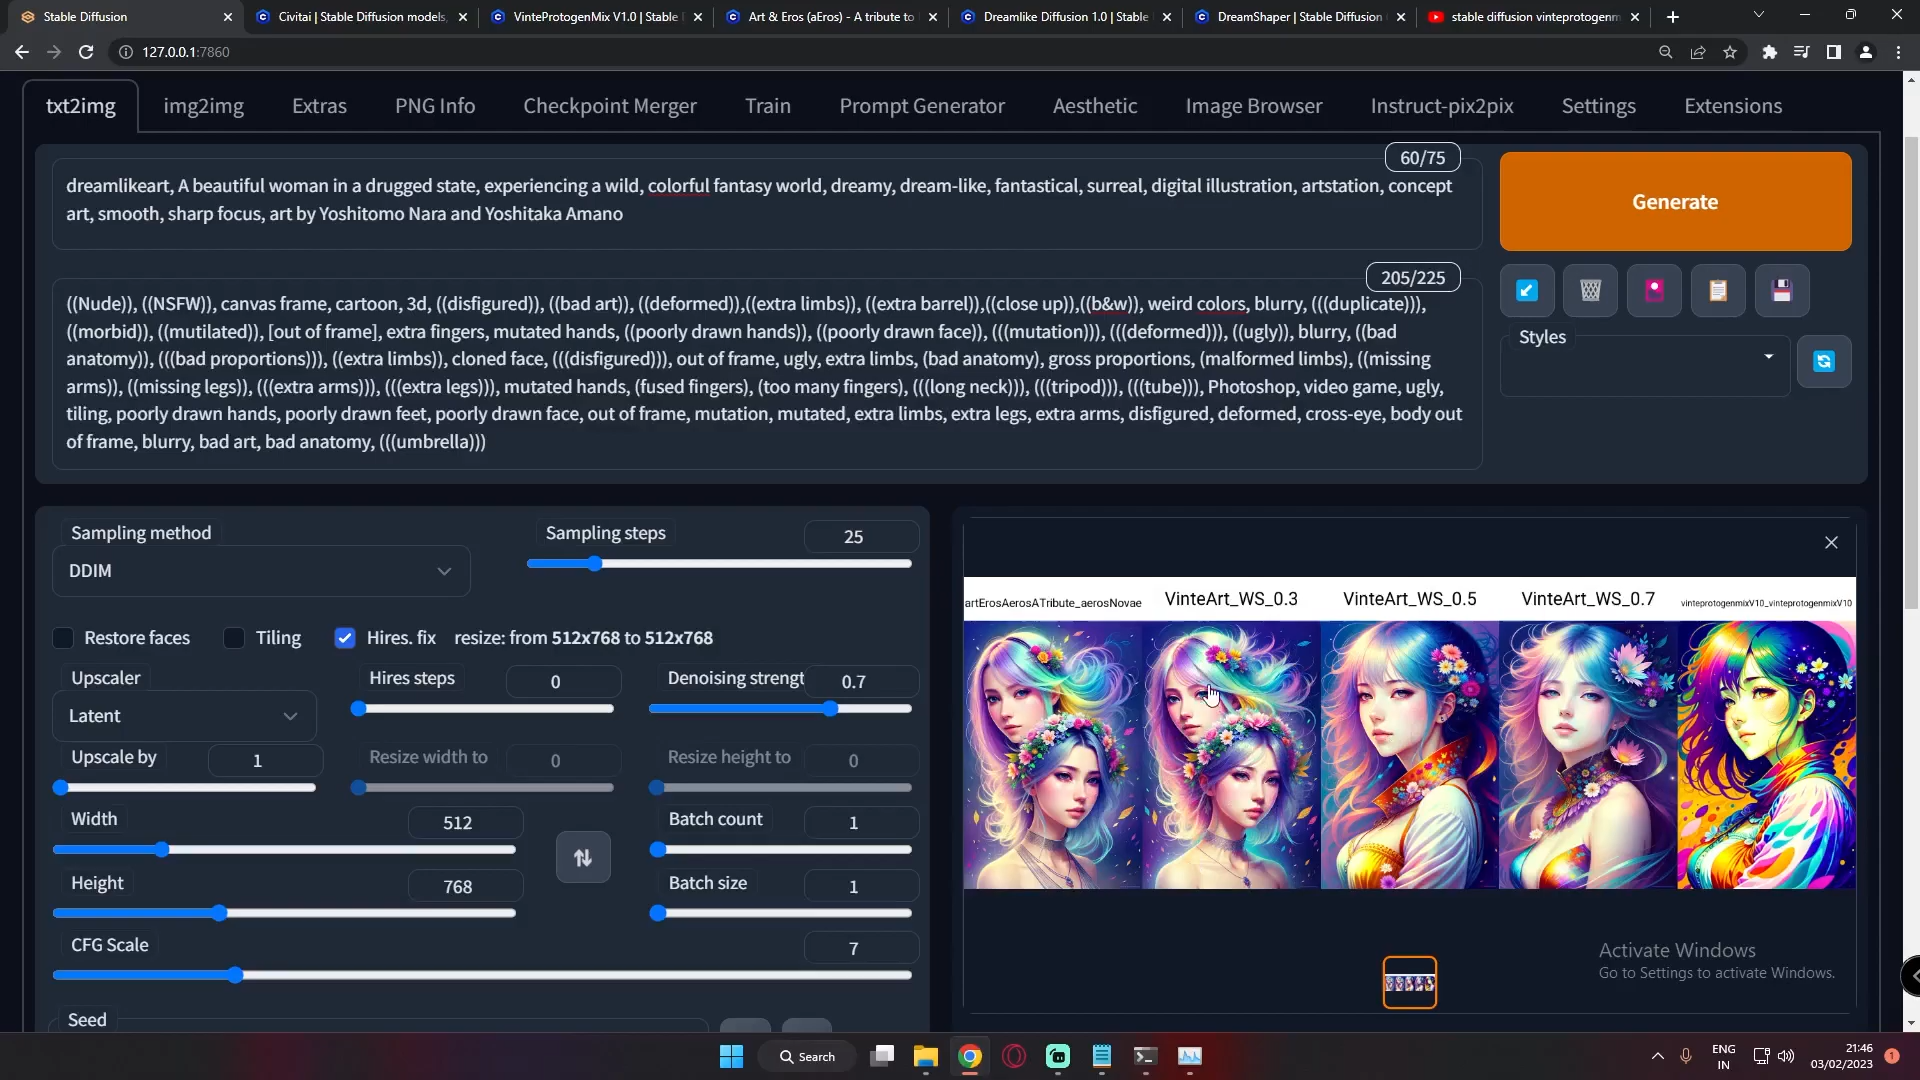 Stable Diffusion
Civitai | Stable Diffusion models,
VinteProtogenMix V1.0 | Stable D
Art & Eros (aEros) - A tribute to
Dreamlike Diffusion 1.0 | Stable
DreamShaper | Stable Diffusion
stable diffusion vinteprotogenm
127.0.0.1:7860
txt2img
img2img
Extras
PNG Info
Checkpoint Merger
Train
Prompt Generator
Aesthetic
Image Browser
Instruct-pix2pix
Settings
Extensions
60/75
dreamlikeart, A beautiful woman in a drugged state, experiencing a wild, colorful fantasy world, dreamy, dream-like, fantastical, surreal, digital illustration, artstation, concept
art, smooth, sharp focus, art by Yoshitomo Nara and Yoshitaka Amano
Generate
205/225
((Nude)), ((NSFW)), canvas frame, cartoon, 3d, ((disfigured)), ((bad art)), ((deformed)),((extra limbs)), ((extra barrel)),((close up)),((b&w)), weird colors, blurry, (((duplicate))),
((morbid)), ((mutilated)), [out of frame], extra fingers, mutated hands, ((poorly drawn hands)), ((poorly drawn face)), (((mutation))), (((deformed))), ((ugly)), blurry, ((bad
anatomy)), (((bad proportions))), ((extra limbs)), cloned face, (((disfigured))), out of frame, ugly, extra limbs, (bad anatomy), gross proportions, (malformed limbs), ((missing
arms)), ((missing legs)), (((extra arms))), (((extra legs))), mutated hands, (fused fingers), (too many fingers), (((long neck))), (((tripod))), (((tube))), Photoshop, video game, ugly,
tiling, poorly drawn hands, poorly drawn feet, poorly drawn face, out of frame, mutation, mutated, extra limbs, extra legs, extra arms, disfigured, deformed, cross-eye, body out
of frame, blurry, bad art, bad anatomy, (((umbrella)))
Styles
Sampling method
DDIM
Sampling steps
25
Restore faces
Tiling
Hires. fix
resize: from 512x768 to 512x768
Upscaler
Latent
Hires steps
0
Denoising strengt
0.7
Upscale by
1
Resize width to
0
Resize height to
0
Width
512
Batch count
1
Height
768
Batch size
1
CFG Scale
7
Seed
artErosAerosATribute_aerosNovae
VinteArt_WS_0.3
VinteArt_WS_0.5
VinteArt_WS_0.7
vinteprotogenmixV10_vinteprotogenmixV10
Activate Windows
Go to Settings to activate Windows.
Search
ENG
IN
21:46
03/02/2023
1